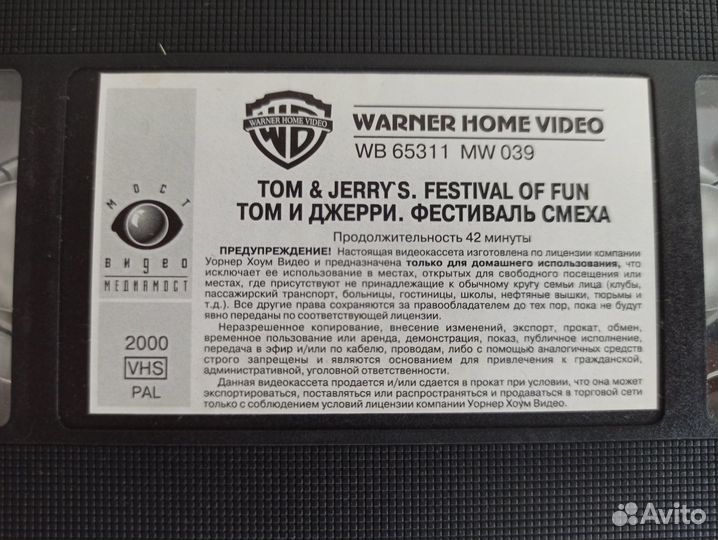 WARNER HOME VIDEO
WD
WARNER HOME VIDEO
WB 65311 MW 039
TOM & JERRY`S. FESTIVAL OF FUN
ТОМ И ДЖЕРРИ. ФЕСТИВАЛЬ СМЕХА
Продолжительность 42 минуты
ПРЕДУПРЕЖДЕНИЕ! Настоящая видеокассета изготовлена по лицензии компании
Уорнер Хоум Видео и предназначена только для домашнего использования, что
исключает ее использование в местах, открытых для свободного посещения или
местах, где присутствуют не принадлежащие к обычному кругу семьи лица (клубы,
пассажирский транспорт, больницы, гостиницы, школы, нефтяные вышки, тюрьмы и
т.д.). Все другие права сохраняются за правообладателем до тех пор, пока не будут
явно переданы по соответствующей лицензии.
Неразрешенное копирование, внесение изменений, экспорт, прокат, обмен,
временное пользование или аренда, демонстрация, показ, публичное исполнение,
передача в эфир и/или по кабелю, проводам, либо с помощью аналогичных средств
строго запрещены и являются основанием для привлечения к гражданской,
административной, уголовной ответственности.
Данная видеокассета продается и/или сдается в прокат при условии, что она может
экспортироваться, поставляться или распространяться и продаваться в торговой сети
только с соблюдением условий лицензии компании Уорнер Хоум Видео.
МОСТ
видео
МЕДИАМОСТ
2000
VHS
PAL
Avito